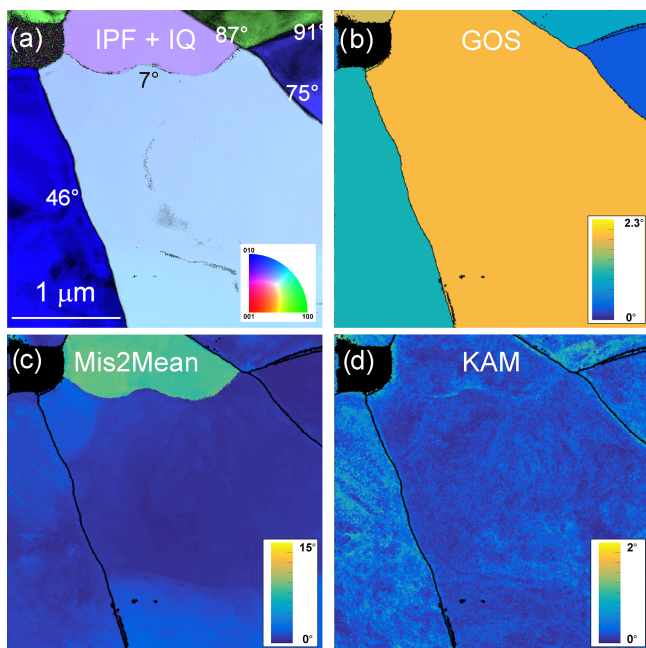 (a) IPF + IQ 87° 91°
7° 75°
46°
1 μm
010
001 100
(b) GOS
2.3°
0°
(c) Mis2Mean
15°
0°
(d) KAM
2°
0°